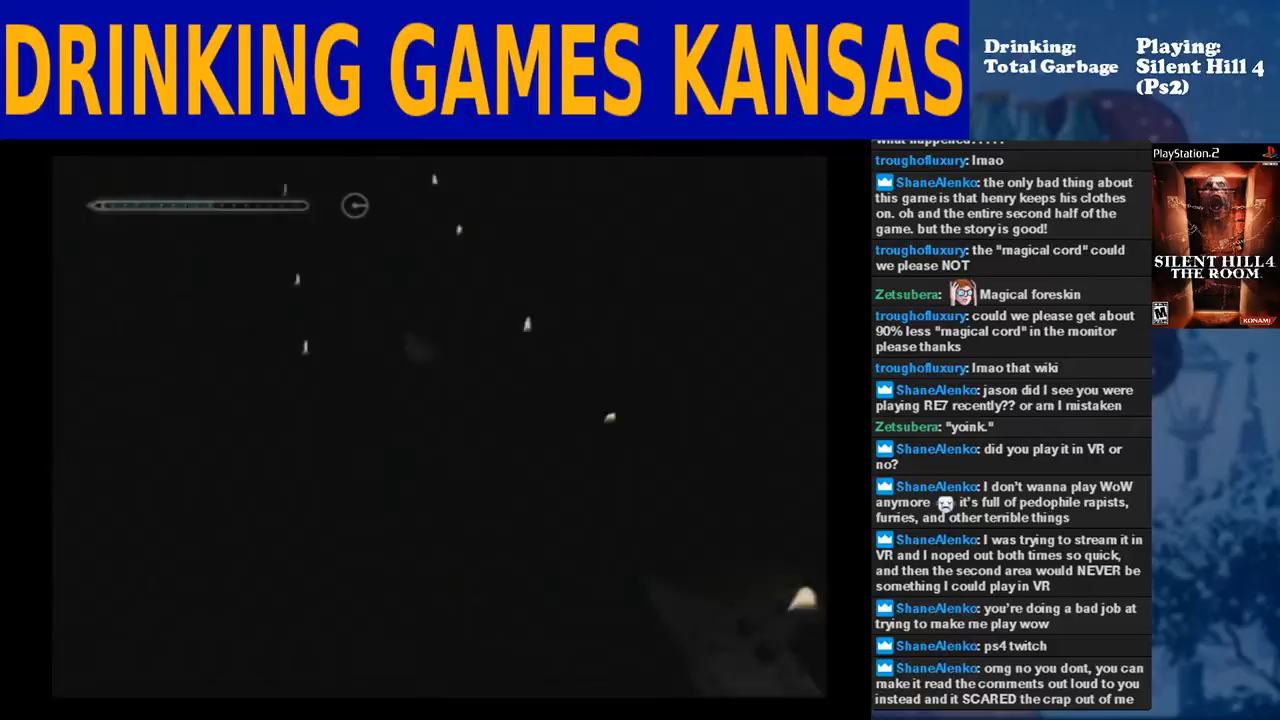 DRINKING GAMES KANSAS
Drinking:
Total Garbage
Playing:
Silent Hill 4
(Ps2)
what happened.....
troughofluxury: lmao
ShaneAlenko: the only bad thing about
this game is that henry keeps his clothes
on. oh and the entire second half of the
game. but the story is good!
troughofluxury: the "magical cord" could
we please NOT
Zetsubera: Magical foreskin
troughofluxury: could we please get about
90% less "magical cord" in the monitor
please thanks
troughofluxury: lmao that wiki
ShaneAlenko: jason did I see you were
playing RE7 recently?? or am I mistaken
Zetsubera: "yoink."
ShaneAlenko: did you play it in VR or
no?
ShaneAlenko: I don't wanna play WoW
anymore it's full of pedophile rapists,
furries, and other terrible things
ShaneAlenko: I was trying to stream it in
VR and I noped out both times so quick,
and then the second area would NEVER be
something I could play in VR
ShaneAlenko: you're doing a bad job at
trying to make me play wow
ShaneAlenko: ps4 twitch
ShaneAlenko: omg no you dont, you can
make it read the comments out loud to you
instead and it SCARED the crap out of me
PlayStation.2
SILENT HILL 4
THE ROOM
M
KONAMI